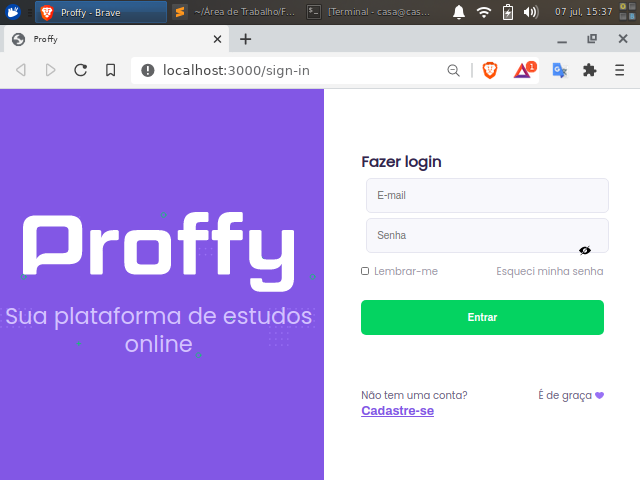 Proffy - Brave
~/Área de Trabalho/F...
[Terminal - casa@cas...
07 jul, 15:37
Proffy
localhost:3000/sign-in
1
Proffy
Sua plataforma de estudos
online
Fazer login
E-mail
Senha
Lembrar-me
Esqueci minha senha
Entrar
Não tem uma conta?
É de graça
Cadastre-se